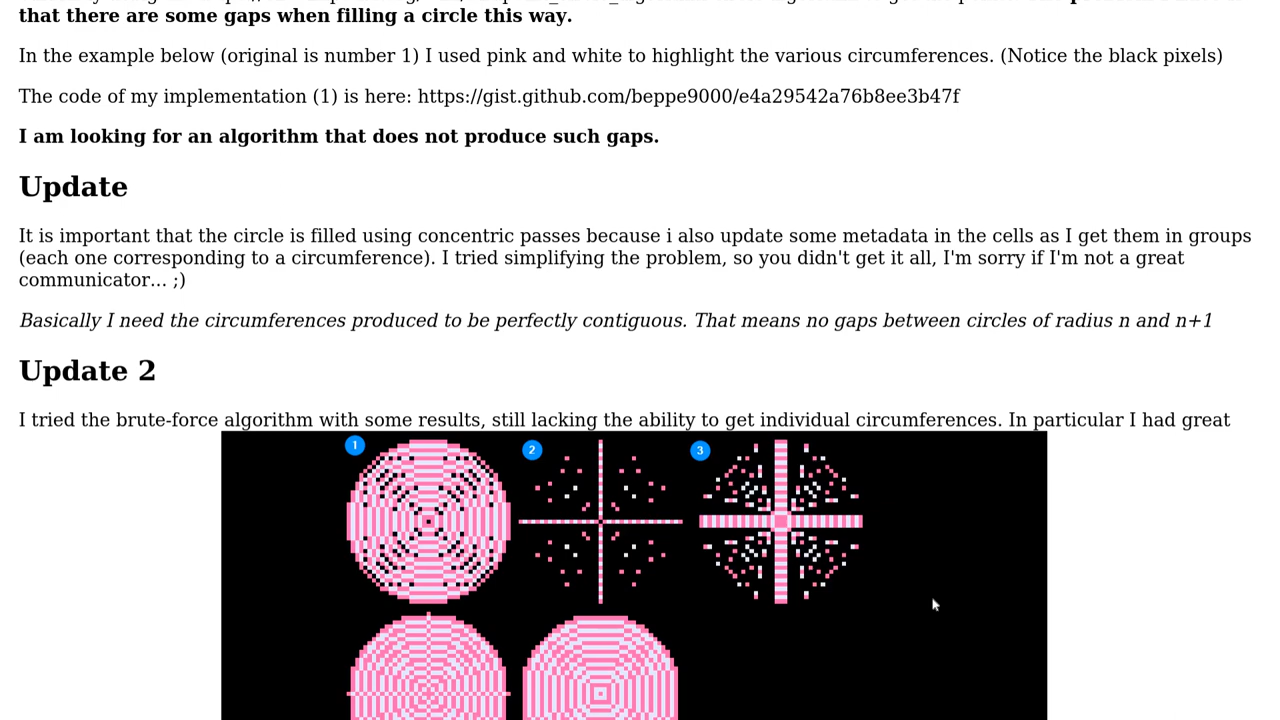 that there are some gaps when filling a circle this way.
In the example below (original is number 1) I used pink and white to highlight the various circumferences. (Notice the black pixels)
The code of my implementation (1) is here: https://gist.github.com/beppe9000/e4a29542a76b8ee3b47f
I am looking for an algorithm that does not produce such gaps.
Update
It is important that the circle is filled using concentric passes because i also update some metadata in the cells as I get them in groups
(each one corresponding to a circumference). I tried simplifying the problem, so you didn't get it all, I'm sorry if I'm not a great
communicator... ;)
Basically I need the circumferences produced to be perfectly contiguous. That means no gaps between circles of radius n and n+1
Update 2
I tried the brute-force algorithm with some results, still lacking the ability to get individual circumferences. In particular I had great
1 2 3